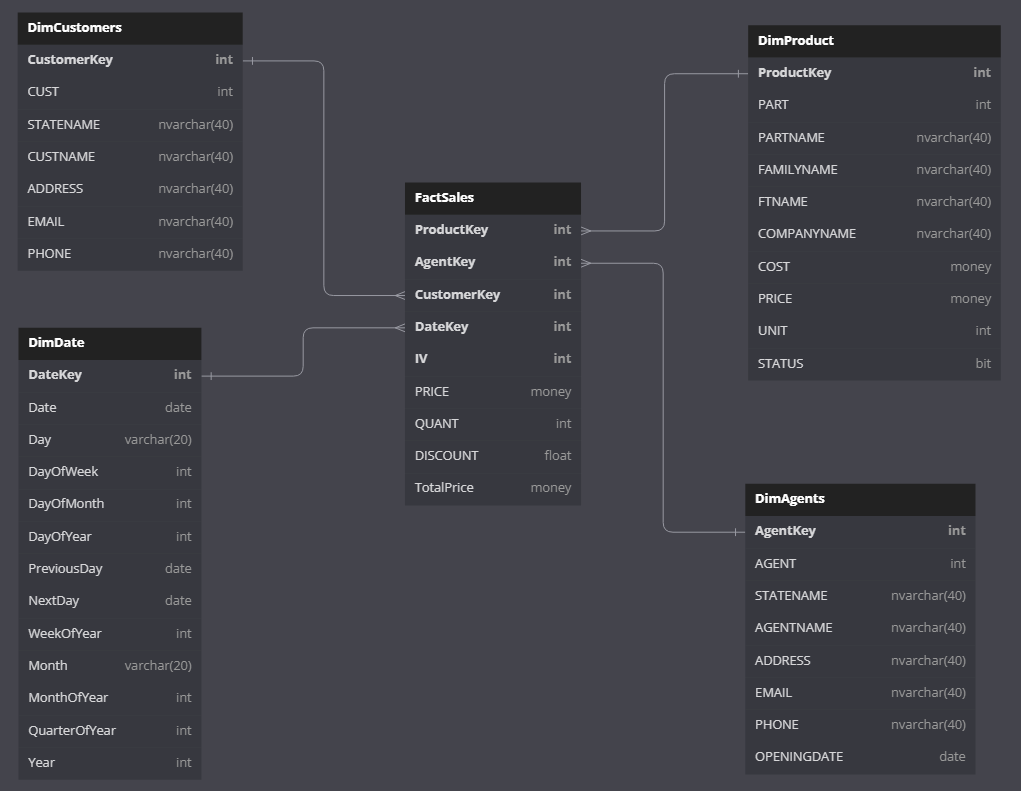 DimCustomers
CustomerKey int
CUST int
STATENAME nvarchar(40)
CUSTNAME nvarchar(40)
ADDRESS nvarchar(40)
EMAIL nvarchar(40)
PHONE nvarchar(40)
DimDate
DateKey int
Date date
Day varchar(20)
DayOfWeek int
DayOfMonth int
DayOfYear int
PreviousDay date
NextDay date
WeekOfYear int
Month varchar(20)
MonthOfYear int
QuarterOfYear int
Year int
FactSales
ProductKey int
AgentKey int
CustomerKey int
DateKey int
IV int
PRICE money
QUANT int
DISCOUNT float
TotalPrice money
DimProduct
ProductKey int
PART int
PARTNAME nvarchar(40)
FAMILYNAME nvarchar(40)
FTNAME nvarchar(40)
COMPANYNAME nvarchar(40)
COST money
PRICE money
UNIT int
STATUS bit
DimAgents
AgentKey int
AGENT int
STATENAME nvarchar(40)
AGENTNAME nvarchar(40)
ADDRESS nvarchar(40)
EMAIL nvarchar(40)
PHONE nvarchar(40)
OPENINGDATE date